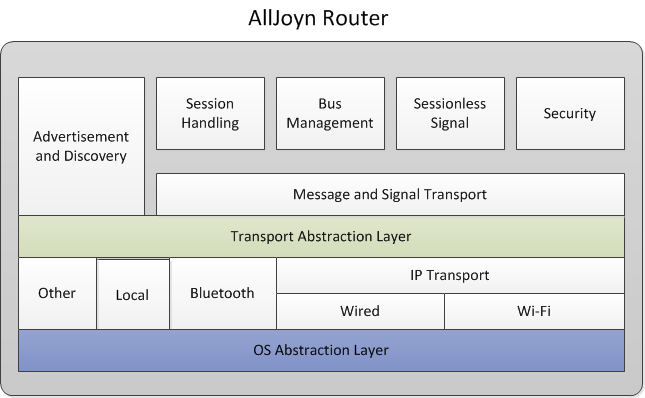 AllJoyn Router
Advertisement
and Discovery
Session
Handling
Bus
Management
Sessionless
Signal
Security
Message and Signal Transport
Transport Abstraction Layer
Other
Local
Bluetooth
IP Transport
Wired
Wi-Fi
OS Abstraction Layer